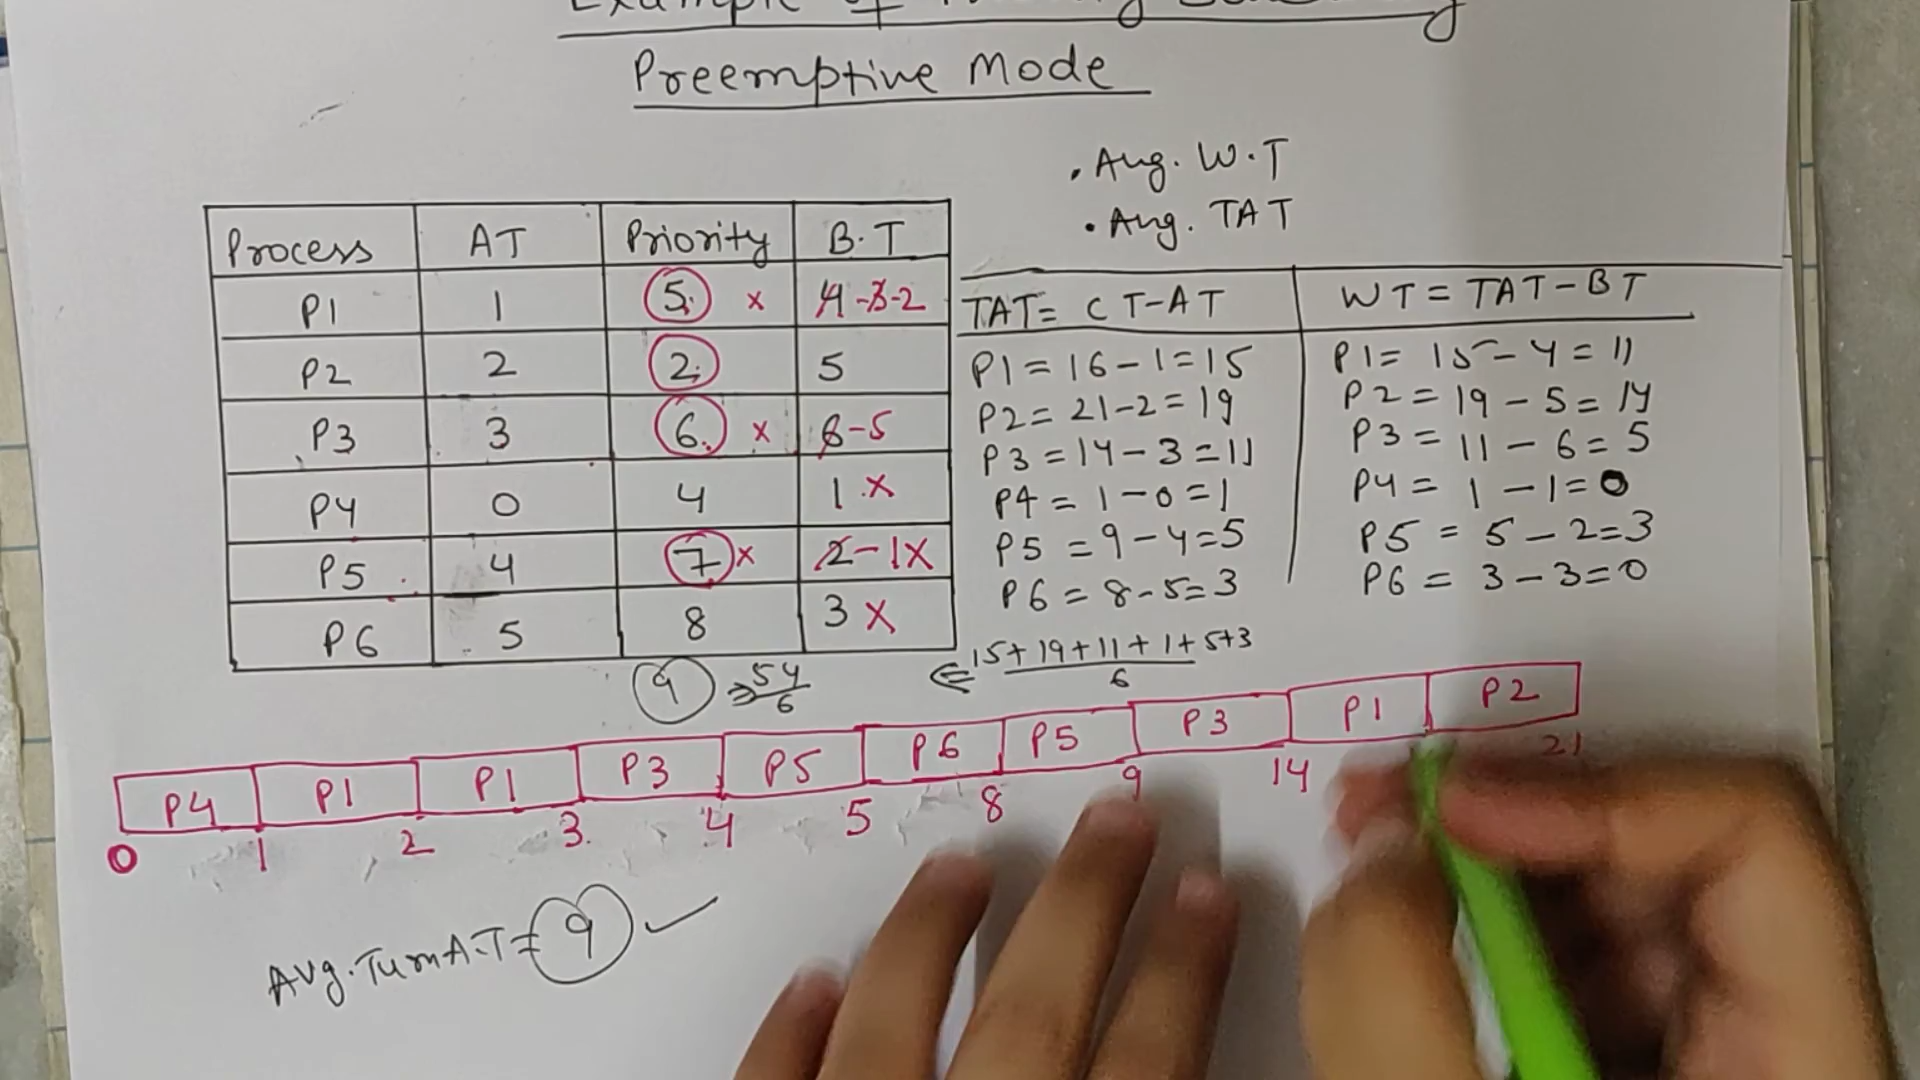 Preemptive Mode
. Avg. W.T
. Avg. TAT
Process AT Priority B.T
P1 1 5. x 4-3-2
P2 2 2. 5
P3 3 6. x 6-5
P4 0 4 1 .x
P5 . 4 7 x 2-1x
P6 5 8 3 x
TAT= CT-AT
P1 = 16-1=15
P2= 21-2=19
P3=14-3=11
P4 = 1-0=1
P5 =9-4=5
P6 = 8-5=3
WT=TAT-BT
P1= 15-4=11
P2= 19-5=14
P3= 11-6=5
P4= 1-1=0
P5 = 5-2=3
P6= 3-3=0
15+19+11+1+5+3
6
54
6
9
P4 P1 P1 P3 P5 P6 P5 P3 P1 P2
0 1 2 3. 4 5 8 9 14 21
Avg.TurnA.T= 9